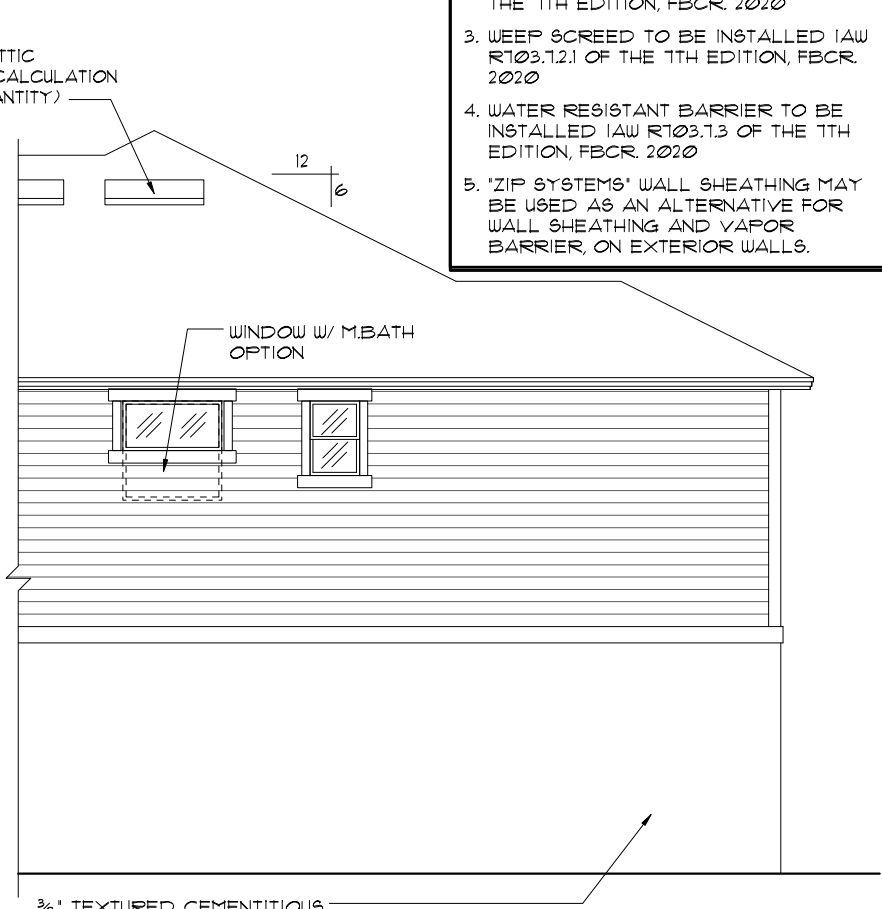 THE 7TH EDITION, FBCR. 2020
3. WEEP SCREED TO BE INSTALLED IAW
R703.7.2.1 OF THE 7TH EDITION, FBCR.
2020
4. WATER RESISTANT BARRIER TO BE
INSTALLED IAW R703.7.3 OF THE 7TH
EDITION, FBCR. 2020
5. "ZIP SYSTEMS" WALL SHEATHING MAY
BE USED AS AN ALTERNATIVE FOR
WALL SHEATHING AND VAPOR
BARRIER, ON EXTERIOR WALLS.
TTIC
CALCULATION
ANTITY)
12
6
WINDOW W/ M.BATH
OPTION
TEXTURED CEMENTITIOUS